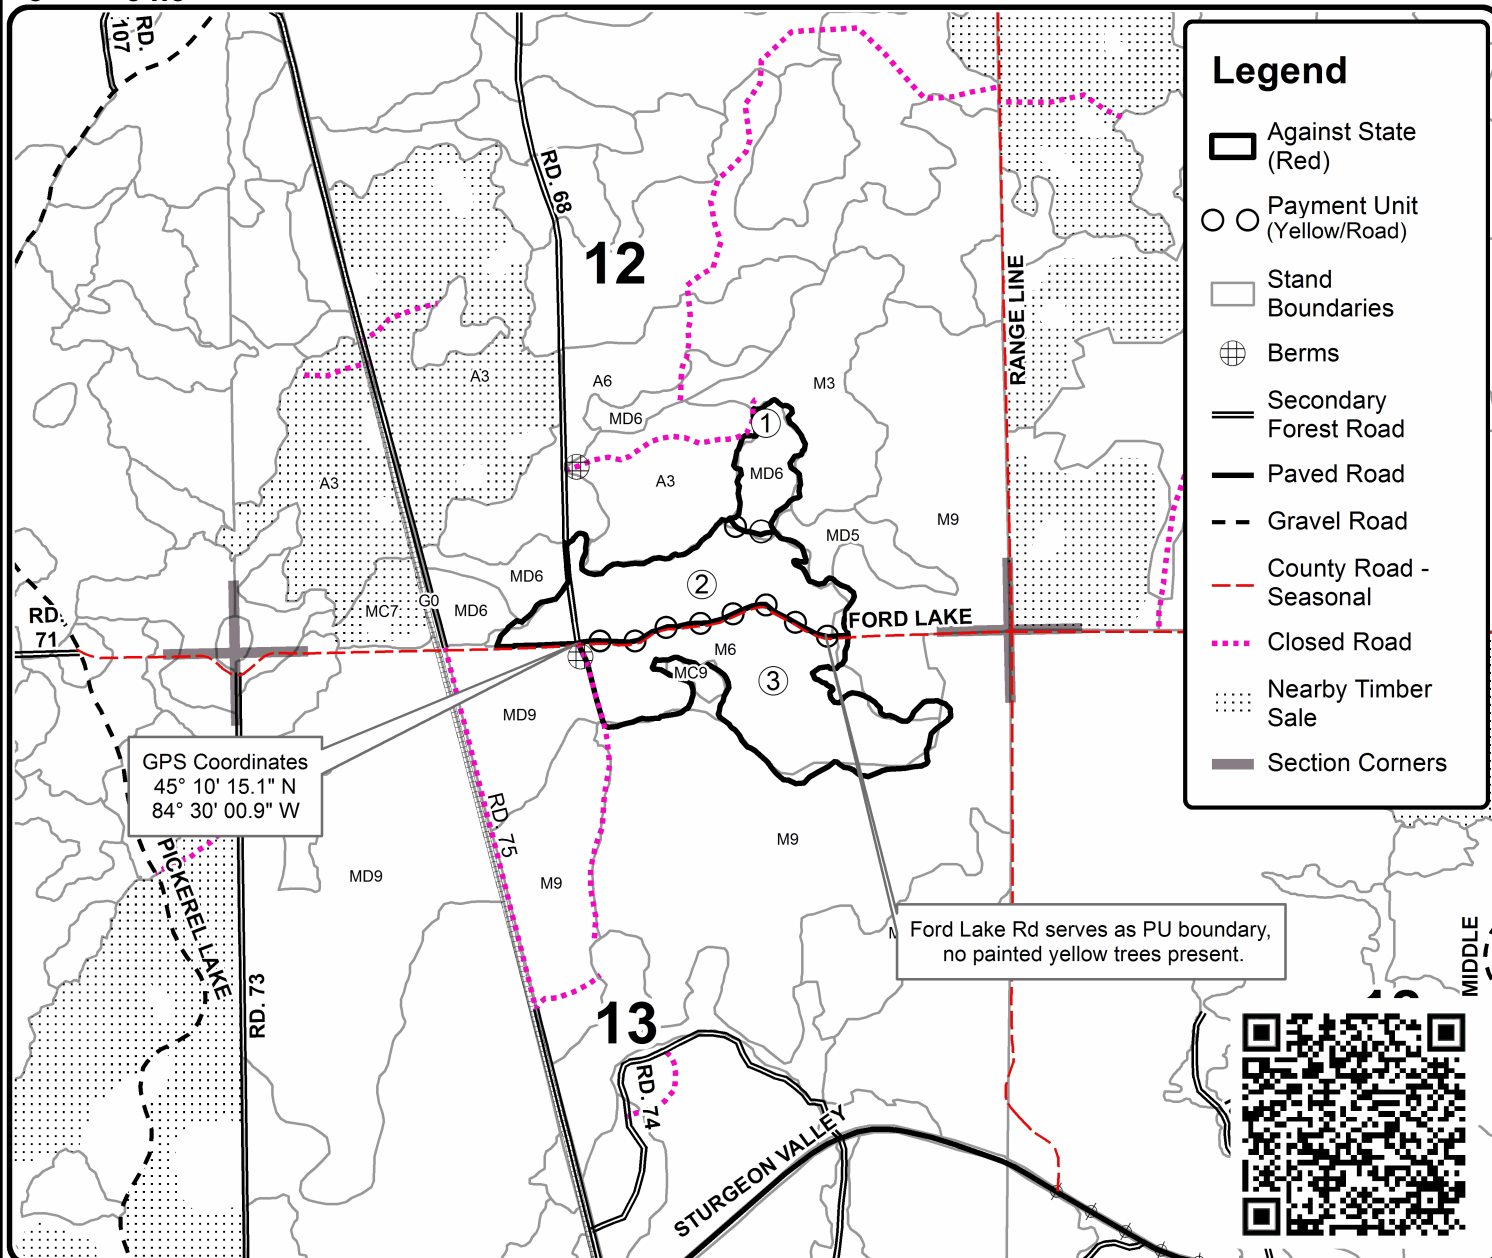 RD.
107
RD. 68
12
RANGE LINE
A3
A6
MD6
M3
1
MD6
A3
A3
M9
MD5
MD6
2
G0
MC7
MD6
RD.
71
FORD LAKE
M6
MC9
3
MD9
GPS Coordinates
45° 10' 15.1" N
84° 30' 00.9" W
RD. 75
PICKEREL LAKE
M9
MD9
M9
Ford Lake Rd serves as PU boundary,
no painted yellow trees present.
MIDDLE
RD. 73
13
RD. 74
STURGEON VALLEY
Legend
Against State
(Red)
Payment Unit
(Yellow/Road)
Stand
Boundaries
Berms
Secondary
Forest Road
Paved Road
Gravel Road
County Road -
Seasonal
Closed Road
Nearby Timber
Sale
Section Corners